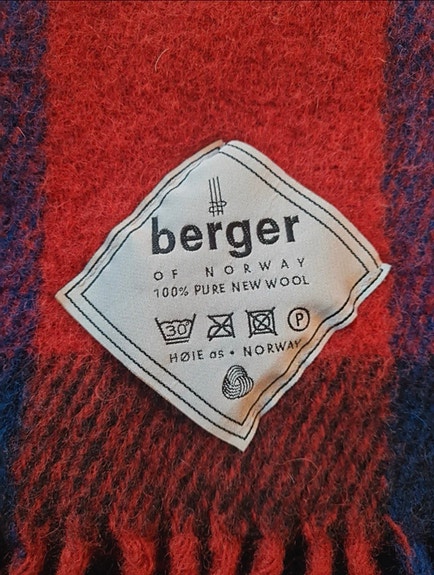 berger
OF NORWAY
100% PURE NEW WOOL
30° P
HØIE as • NORWAY